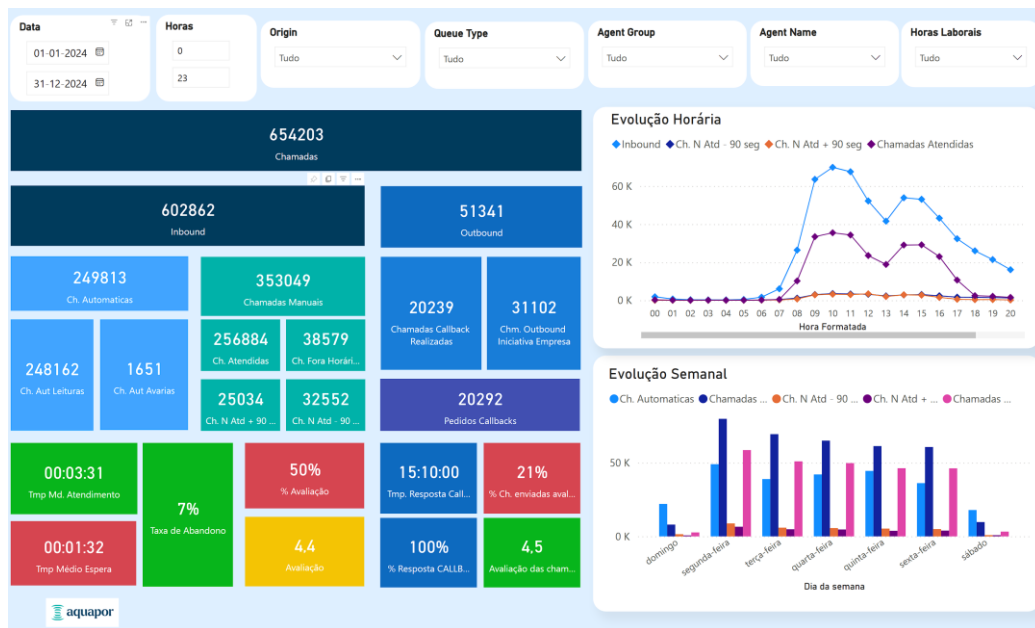 Data
01-01-2024
31-12-2024
Horas
0
23
Origin
Tudo
Queue Type
Tudo
Agent Group
Tudo
Agent Name
Tudo
Horas Laborais
Tudo
654203
Chamadas
602862
Inbound
51341
Outbound
249813
Ch. Automaticas
353049
Chamadas Manuais
20239
Chamadas Callback
Realizadas
31102
Chm. Outbound
Iniciativa Empresa
248162
Ch. Aut Leituras
1651
Ch. Aut Avarias
256884
Ch. Atendidas
38579
Ch. Fora Horári...
25034
Ch. N Atd + 90 ...
32552
Ch. N Atd - 90 ...
20292
Pedidos Callbacks
00:03:31
Tmp Md. Atendimento
7%
Taxa de Abandono
50%
% Avaliação
15:10:00
Tmp. Resposta Call...
21%
% Ch. enviadas aval...
00:01:32
Tmp Médio Espera
4,4
Avaliação
100%
% Resposta CALLB...
4,5
Avaliação das cham...
aquapor
Evolução Horária
Inbound Ch. N Atd - 90 seg Ch. N Atd + 90 seg Chamadas Atendidas
60 K
40 K
20 K
0 K
00 01 02 03 04 05 06 07 08 09 10 11 12 13 14 15 16 17 18 19 20
Hora Formatada
Evolução Semanal
Ch. Automaticas Chamadas ... Ch. N Atd - 90 ... Ch. N Atd + ... Chamadas ...
50 K
0 K
domingo segunda-feira terça-feira quarta-feira quinta-feira sexta-feira sábado
Dia da semana